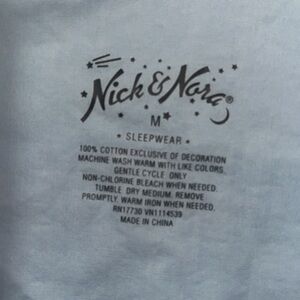 Nick & Nora®
M
• SLEEPWEAR •
100% COTTON EXCLUSIVE OF DECORATION
MACHINE WASH WARM WITH LIKE COLORS,
GENTLE CYCLE ONLY
NON-CHLORINE BLEACH WHEN NEEDED.
TUMBLE DRY MEDIUM. REMOVE
PROMPTLY. WARM IRON WHEN NEEDED.
RN17730 VN1114539
MADE IN CHINA